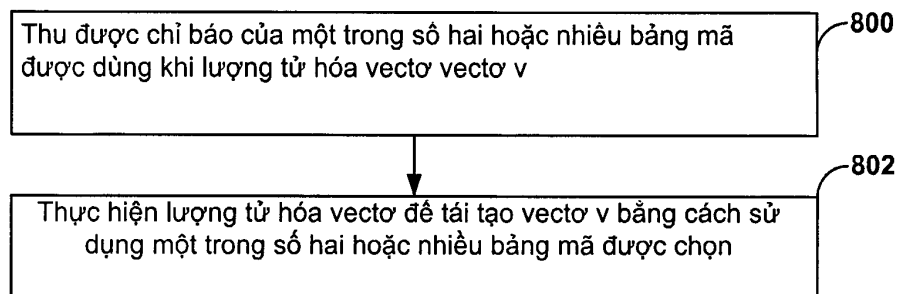 Thu được chỉ báo của một trong số hai hoặc nhiều bảng mã
được dùng khi lượng tử hóa vectơ vectơ v
800
802
Thực hiện lượng tử hóa vectơ để tái tạo vectơ v bằng cách sử
dụng một trong số hai hoặc nhiều bảng mã được chọn